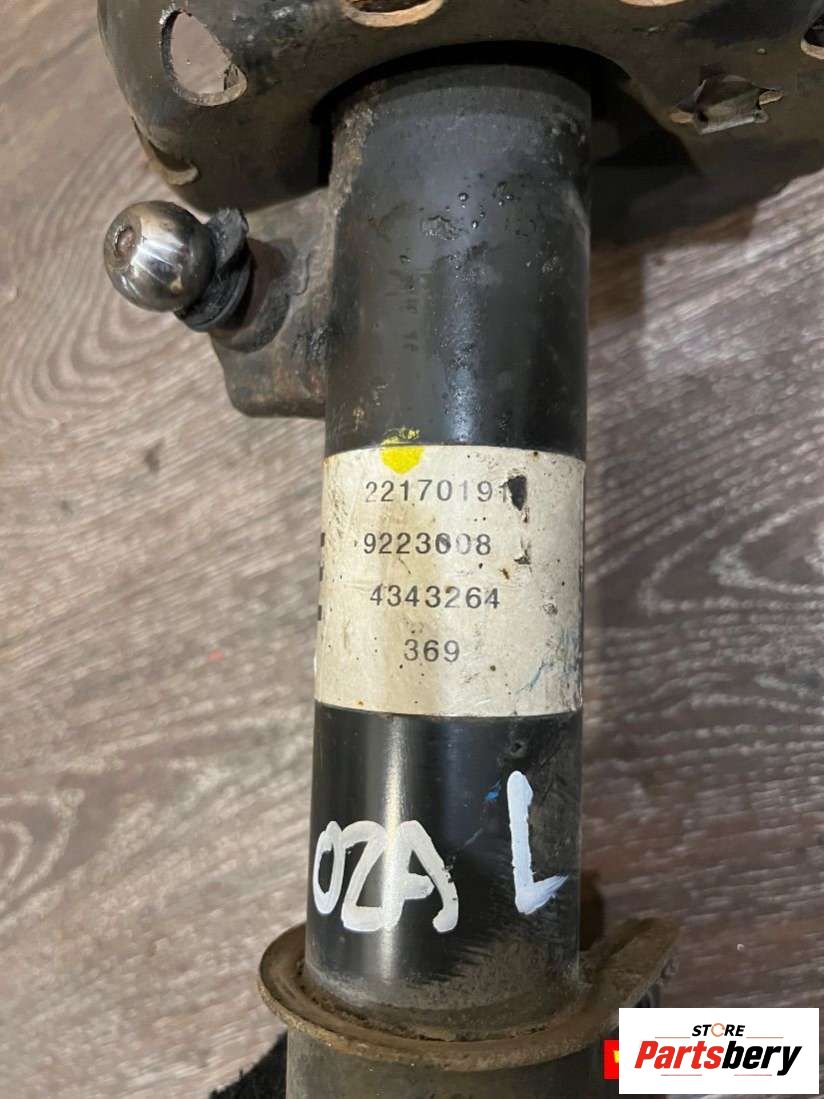 22170191
9223008
4343264
369
OZA L
STORE
Partsbery